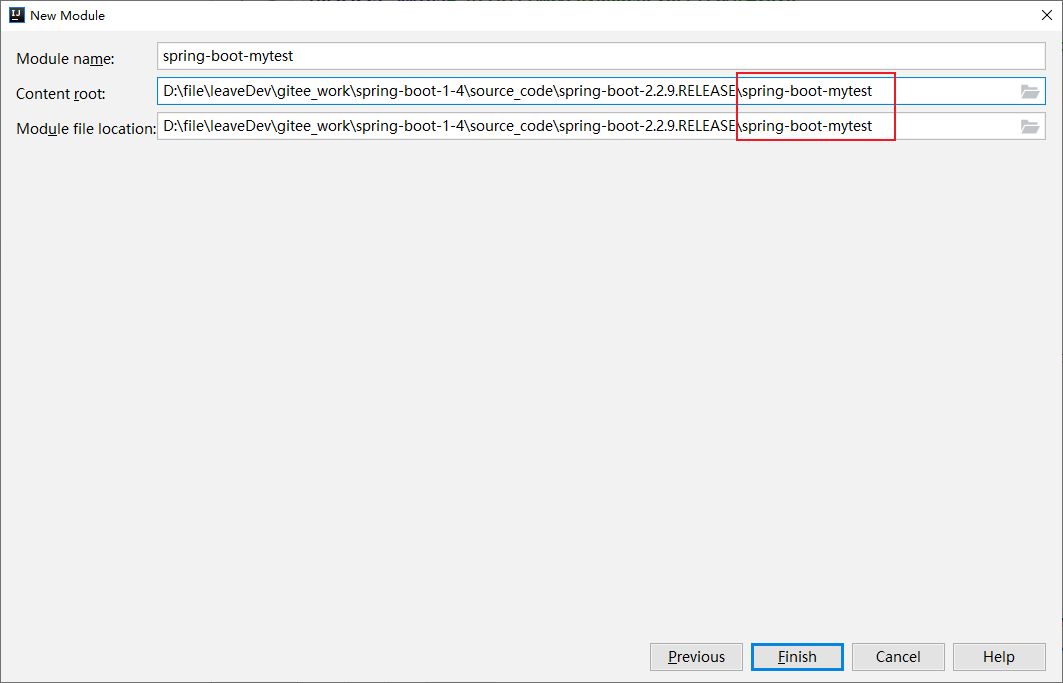 New Module
Module name: spring-boot-mytest
Content root: D:\file\leaveDev\gitee_work\spring-boot-1-4\source_code\spring-boot-2.2.9.RELEASE\spring-boot-mytest
Module file location: D:\file\leaveDev\gitee_work\spring-boot-1-4\source_code\spring-boot-2.2.9.RELEASE\spring-boot-mytest
Previous Finish Cancel Help